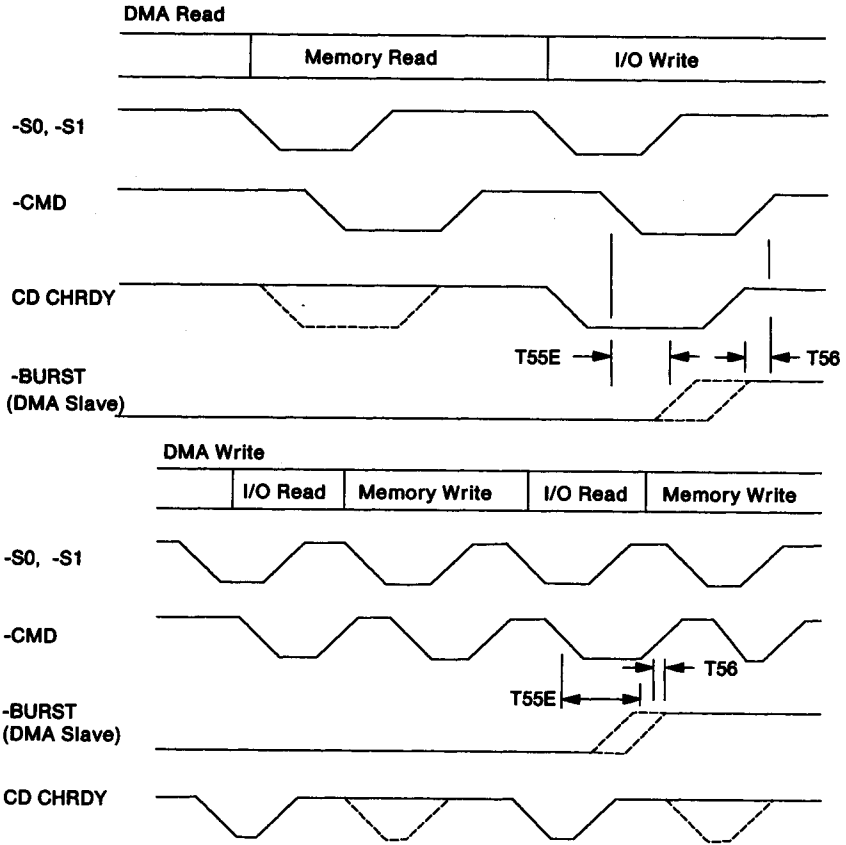 DMA Read
Memory Read I/O Write
-S0, -S1
-CMD
CD CHRDY
T55E T56
-BURST
(DMA Slave)
DMA Write
I/O Read Memory Write I/O Read Memory Write
-S0, -S1
-CMD
T56
T55E
-BURST
(DMA Slave)
CD CHRDY